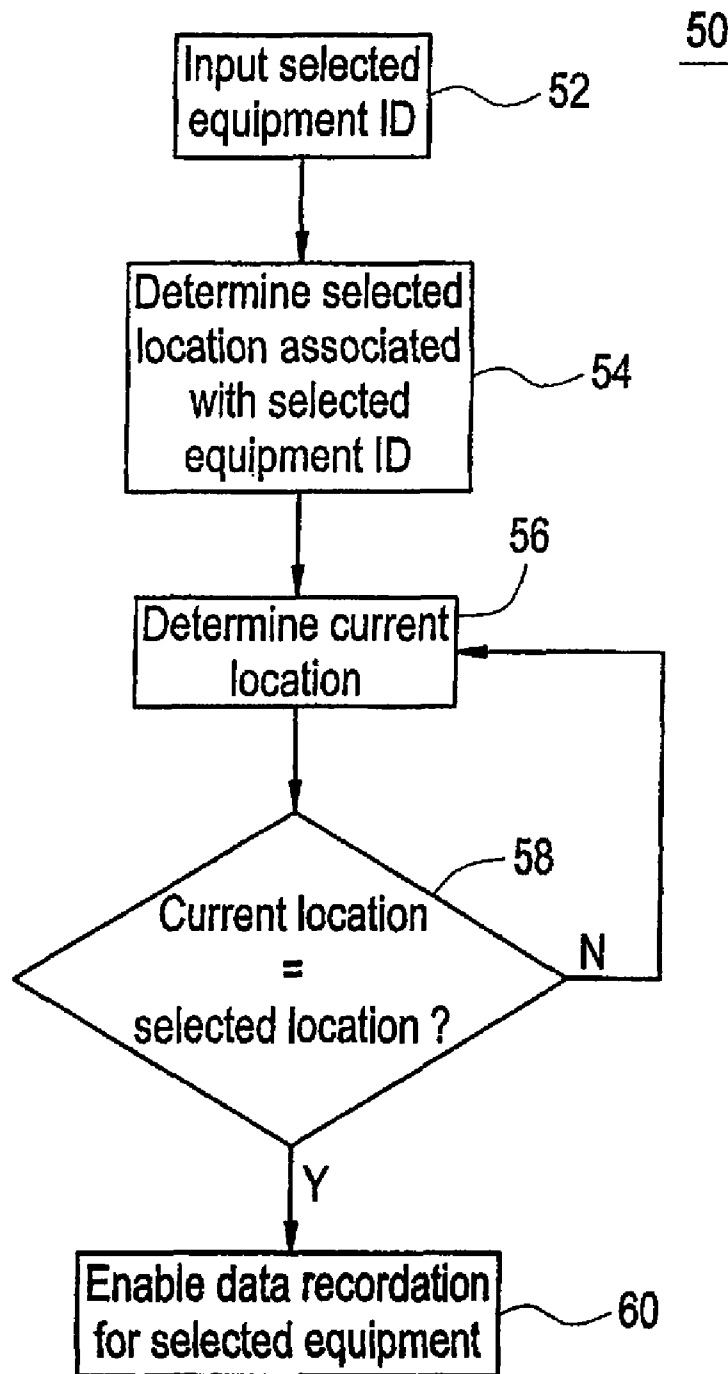 50
Input selected
equipment ID
52
Determine selected
location associated
with selected
equipment ID
54
56
Determine current
location
58
Current location
=
selected location ?
N
Y
Enable data recordation
for selected equipment
60